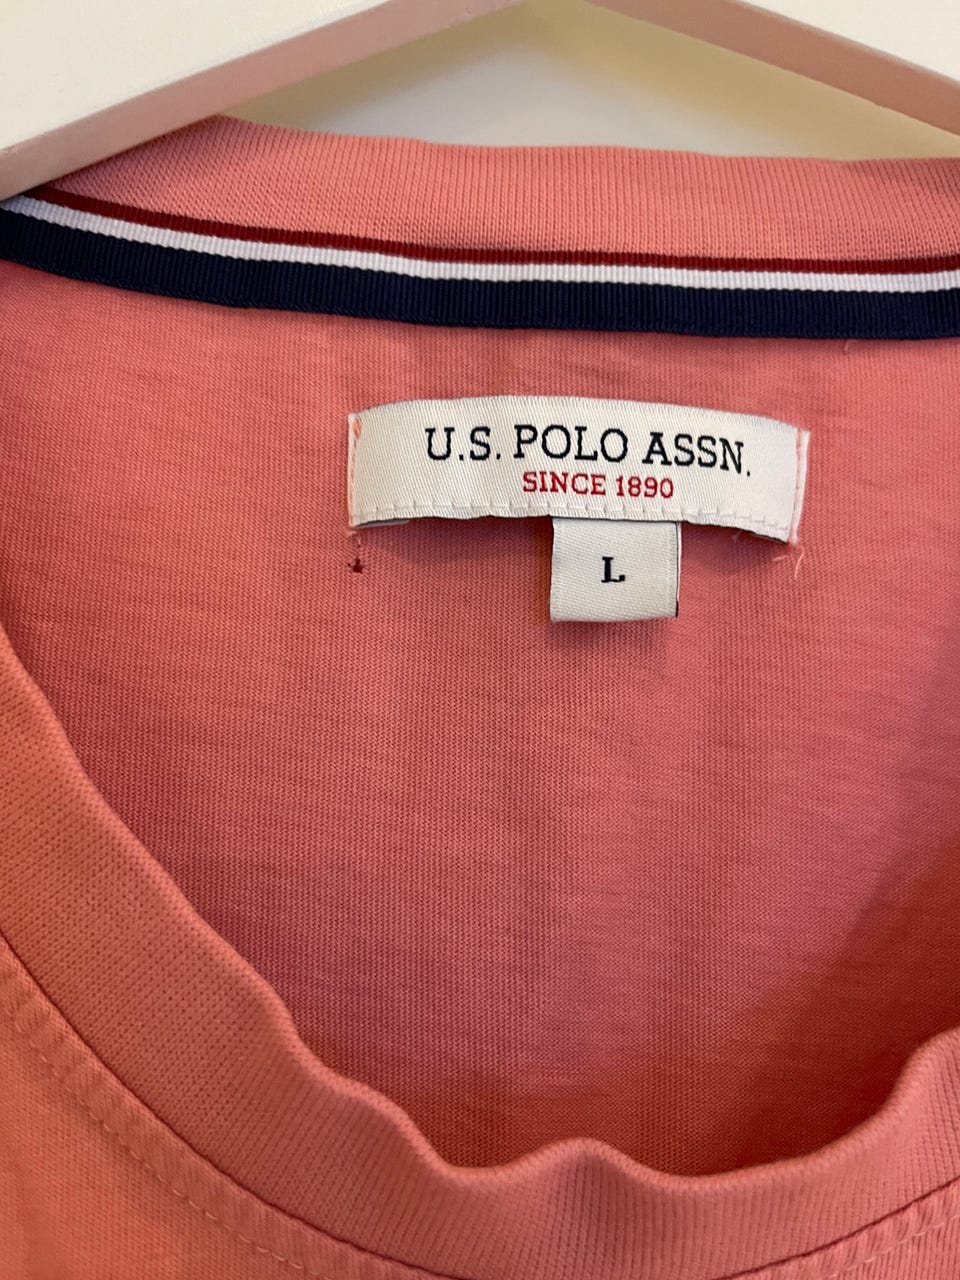 U.S. POLO ASSN.
SINCE 1890
L